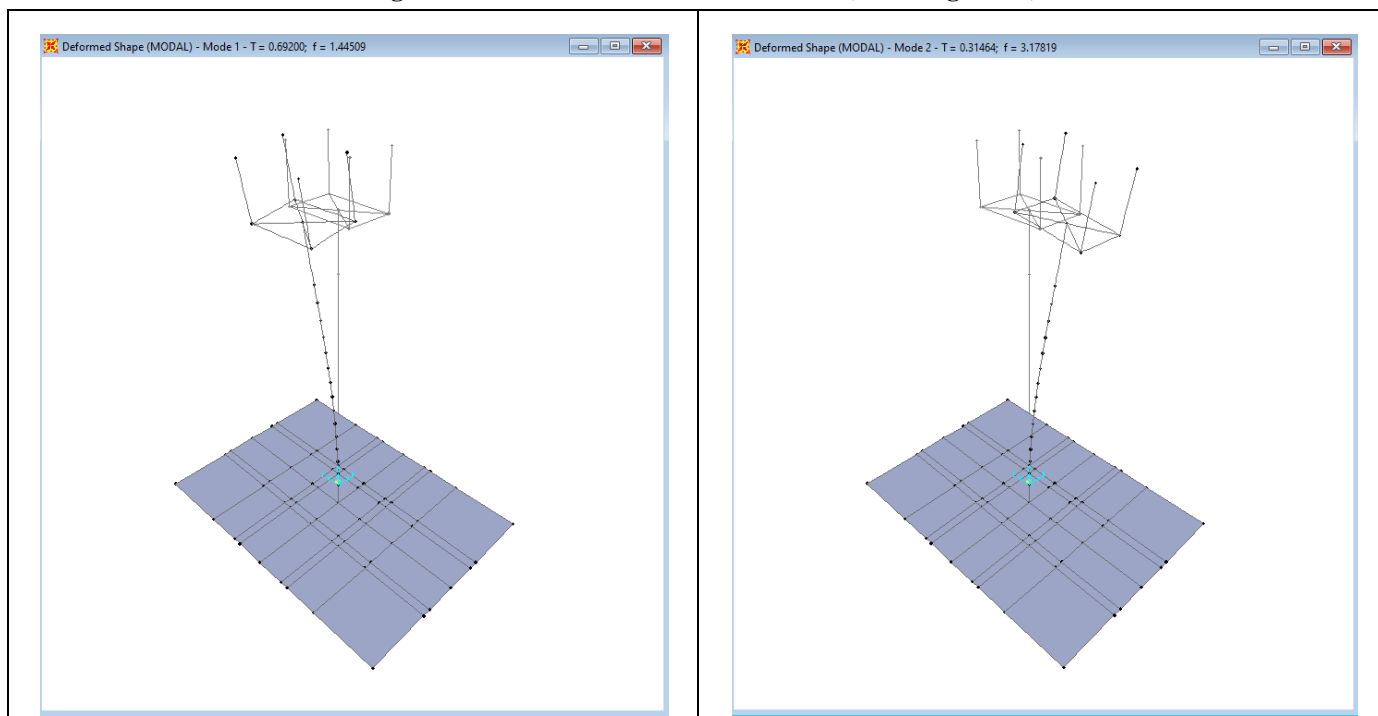 Deformed Shape (MODAL) - Mode 1 - T = 0.69200; f = 1.44509
Deformed Shape (MODAL) - Mode 2 - T = 0.31464; f = 3.17819